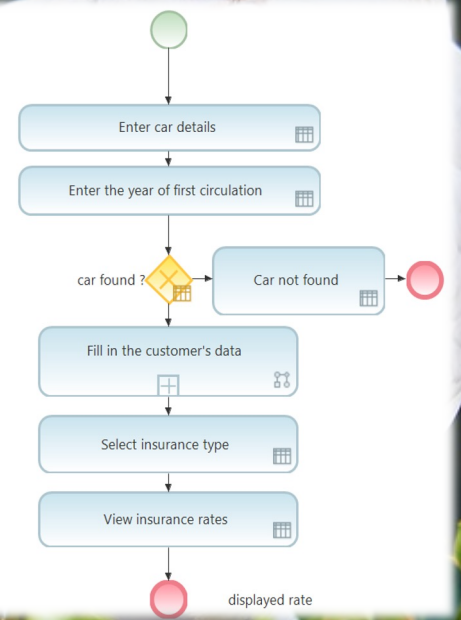 Enter car details
Enter the year of first circulation
car found ?
Car not found
Fill in the customer's data
Select insurance type
View insurance rates
displayed rate